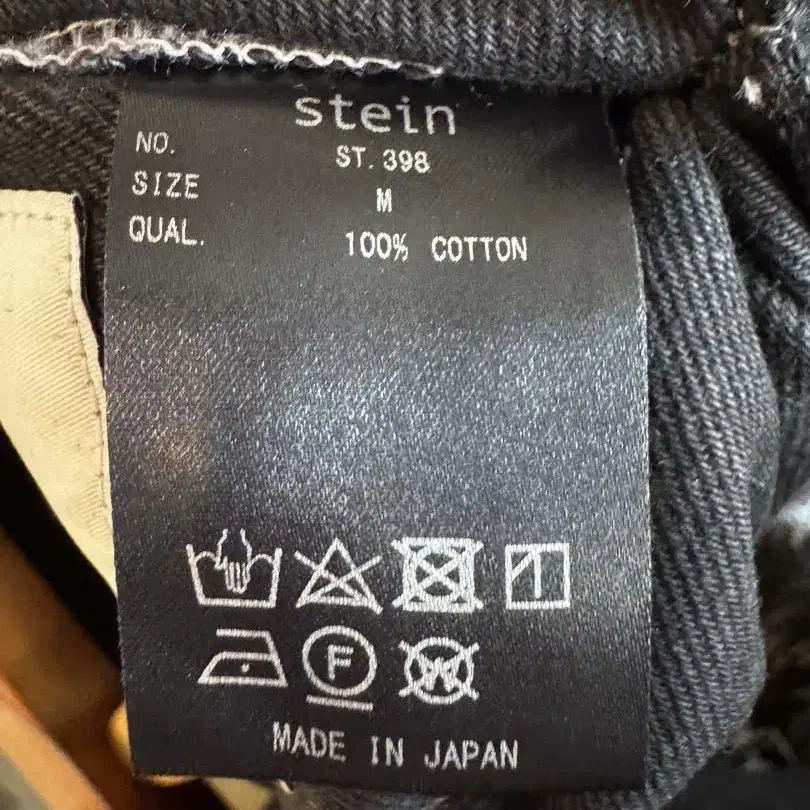 stein
NO. ST.398
SIZE M
QUAL. 100% COTTON
F
W
MADE IN JAPAN